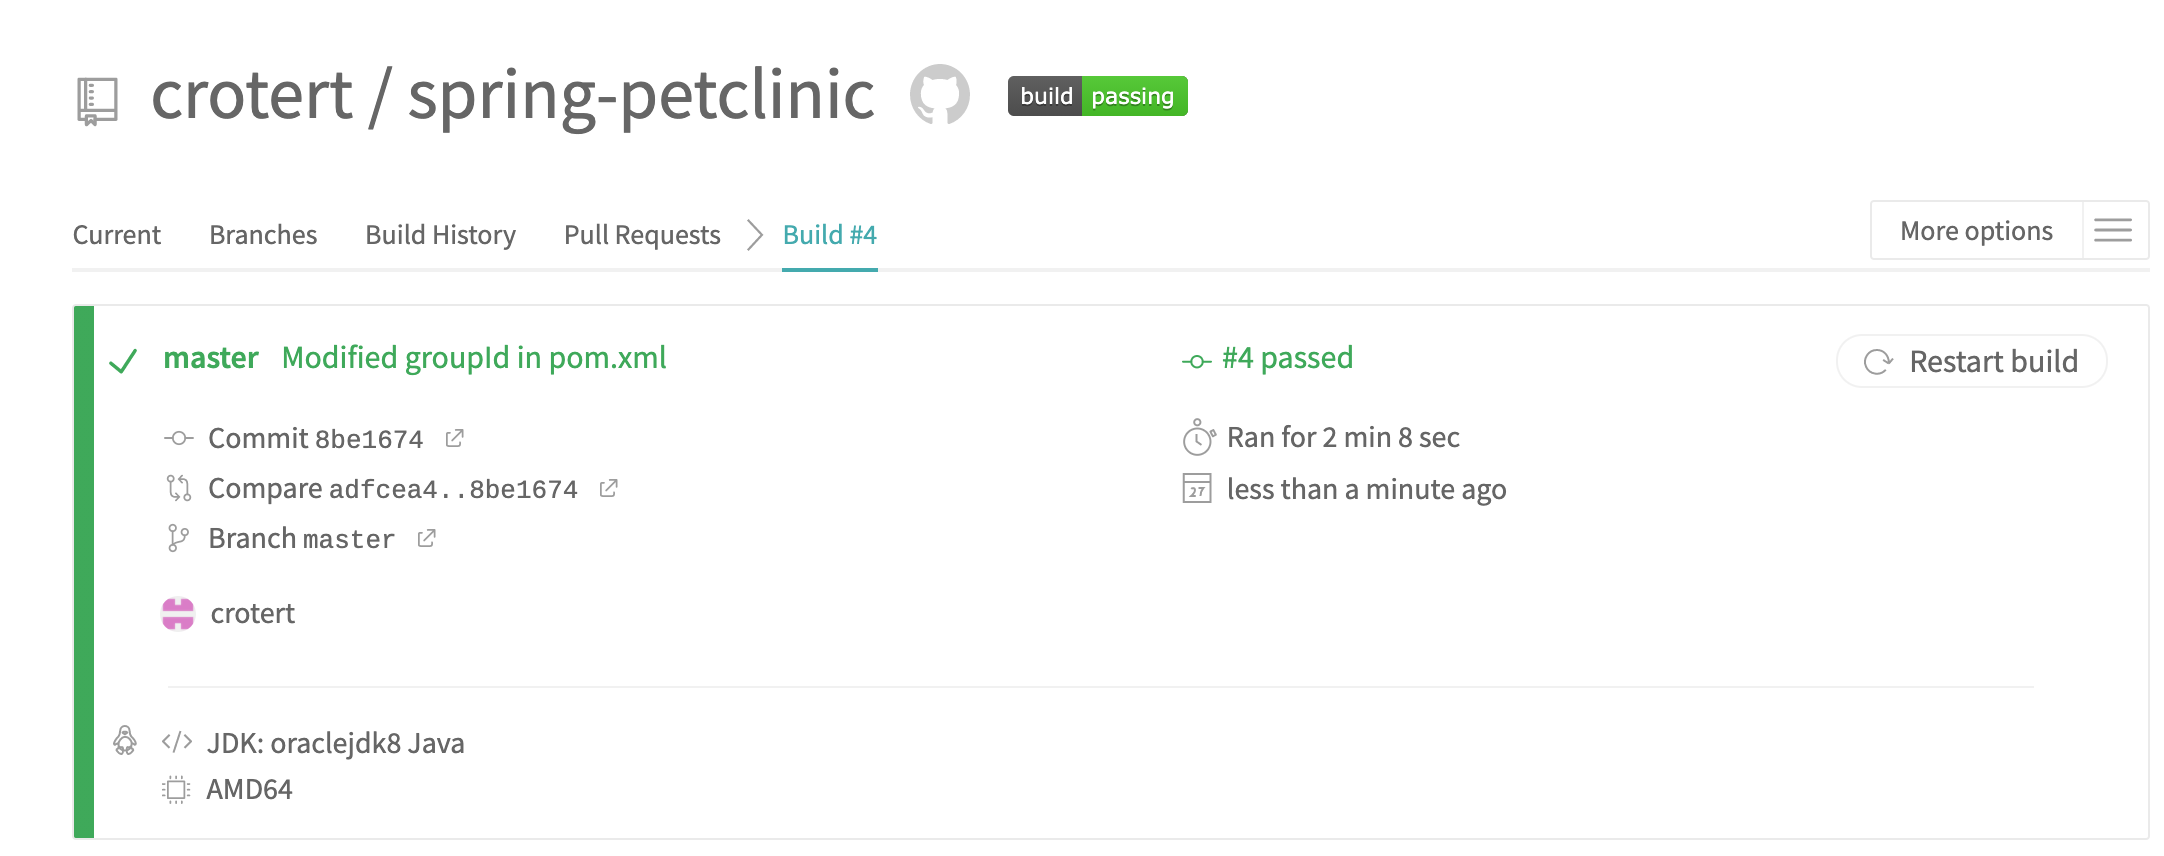 crotert / spring-petclinic build passing
Current Branches Build History Pull Requests Build #4 More options
master Modified groupId in pom.xml
#4 passed
Restart build
Commit 8be1674
Ran for 2 min 8 sec
Compare adfcea4..8be1674
27 less than a minute ago
Branch master
crotert
</> JDK: oraclejdk8 Java
AMD64